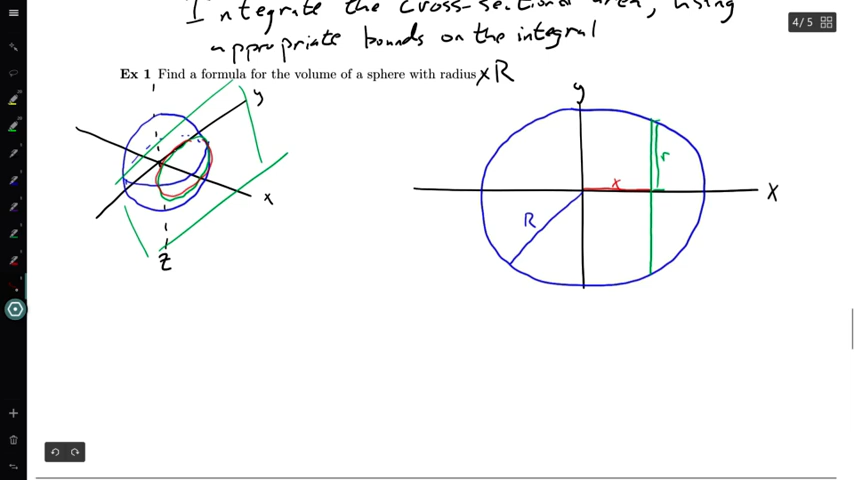 Integrate the cross-sectional area, using
appropriate bounds on the integral
4/5
Ex 1 Find a formula for the volume of a sphere with radius x R
y
x
z
y
r
x
X
R